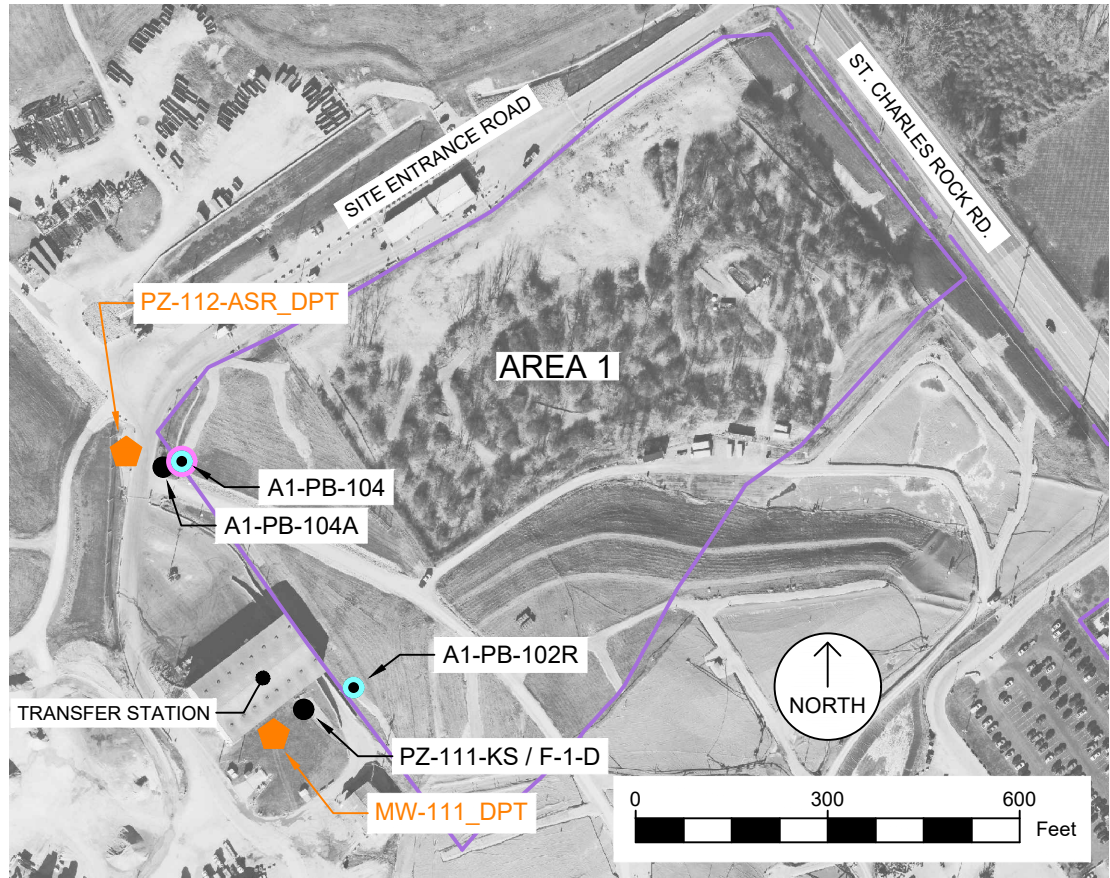 ST. CHARLES ROCK RD.
SITE ENTRANCE ROAD
PZ-112-ASR_DPT
AREA 1
A1-PB-104
A1-PB-104A
A1-PB-102R
TRANSFER STATION
NORTH
PZ-111-KS / F-1-D
MW-111_DPT
0 300 600
Feet